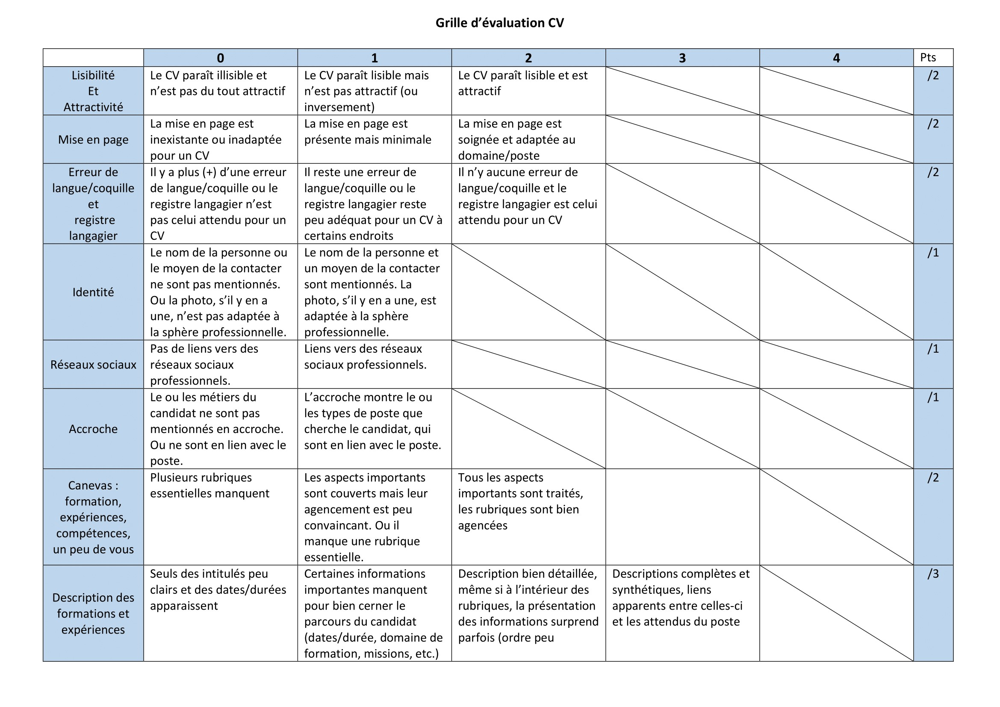 Grille d’évaluation CV
0 1 2 3 4 Pts
Lisibilité
Et
Attractivité
Le CV paraît illisible et
n’est pas du tout attractif
Le CV paraît lisible mais
n’est pas attractif (ou
inversement)
Le CV paraît lisible et est
attractif
/2
Mise en page
La mise en page est
inexistante ou inadaptée
pour un CV
La mise en page est
présente mais minimale
La mise en page est
soignée et adaptée au
domaine/poste
/2
Erreur de
langue/coquille
et
registre
langagier
Il y a plus (+) d’une erreur
de langue/coquille ou le
registre langagier n’est
pas celui attendu pour un
CV
Il reste une erreur de
langue/coquille ou le
registre langagier reste
peu adéquat pour un CV à
certains endroits
Il n’y aucune erreur de
langue/coquille et le
registre langagier est celui
attendu pour un CV
/2
Identité
Le nom de la personne ou
le moyen de la contacter
ne sont pas mentionnés.
Ou la photo, s’il y en a
une, n’est pas adaptée à
la sphère professionnelle.
Le nom de la personne et
un moyen de la contacter
sont mentionnés. La
photo, s’il y en a une, est
adaptée à la sphère
professionnelle.
/1
Réseaux sociaux
Pas de liens vers des
réseaux sociaux
professionnels.
Liens vers des réseaux
sociaux professionnels.
/1
Accroche
Le ou les métiers du
candidat ne sont pas
mentionnés en accroche.
Ou ne sont en lien avec le
poste.
L’accroche montre le ou
les types de poste que
cherche le candidat, qui
sont en lien avec le poste.
/1
Canevas :
formation,
expériences,
compétences,
un peu de vous
Plusieurs rubriques
essentielles manquent
Les aspects importants
sont couverts mais leur
agencement est peu
convaincant. Ou il
manque une rubrique
essentielle.
Tous les aspects
importants sont traités,
les rubriques sont bien
agencées
/2
Description des
formations et
expériences
Seuls des intitulés peu
clairs et des dates/durées
apparaissent
Certaines informations
importantes manquent
pour bien cerner le
parcours du candidat
(dates/durée, domaine de
formation, missions, etc.)
Description bien détaillée,
même si à l’intérieur des
rubriques, la présentation
des informations surprend
parfois (ordre peu
Descriptions complètes et
synthétiques, liens
apparents entre celles-ci
et les attendus du poste
/3